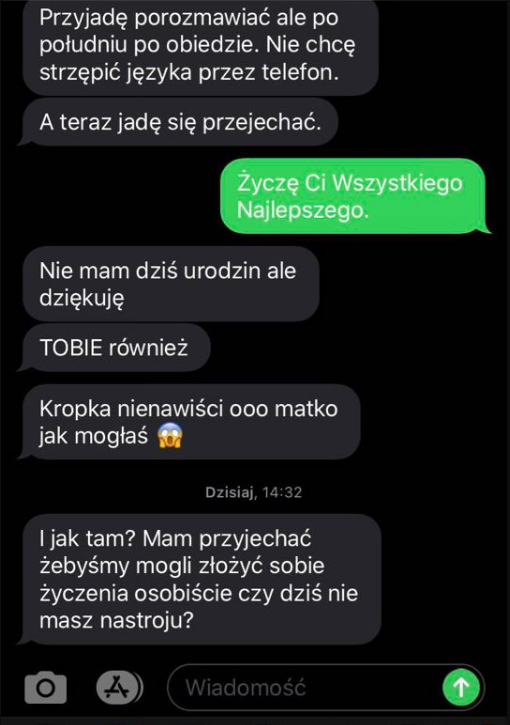 Przyjadę porozmawiać ale po
południu po obiedzie. Nie chcę
strzępić języka przez telefon.
A teraz jadę się przejechać.
Życzę Ci Wszystkiego
Najlepszego.
Nie mam dziś urodzin ale
dziękuję
TOBIE również
Kropka nienawiści ooo matko
jak mogłaś 😱
Dzisiaj, 14:32
I jak tam? Mam przyjechać
żebyśmy mogli złożyć sobie
życzenia osobiście czy dziś nie
masz nastroju?
Wiadomość